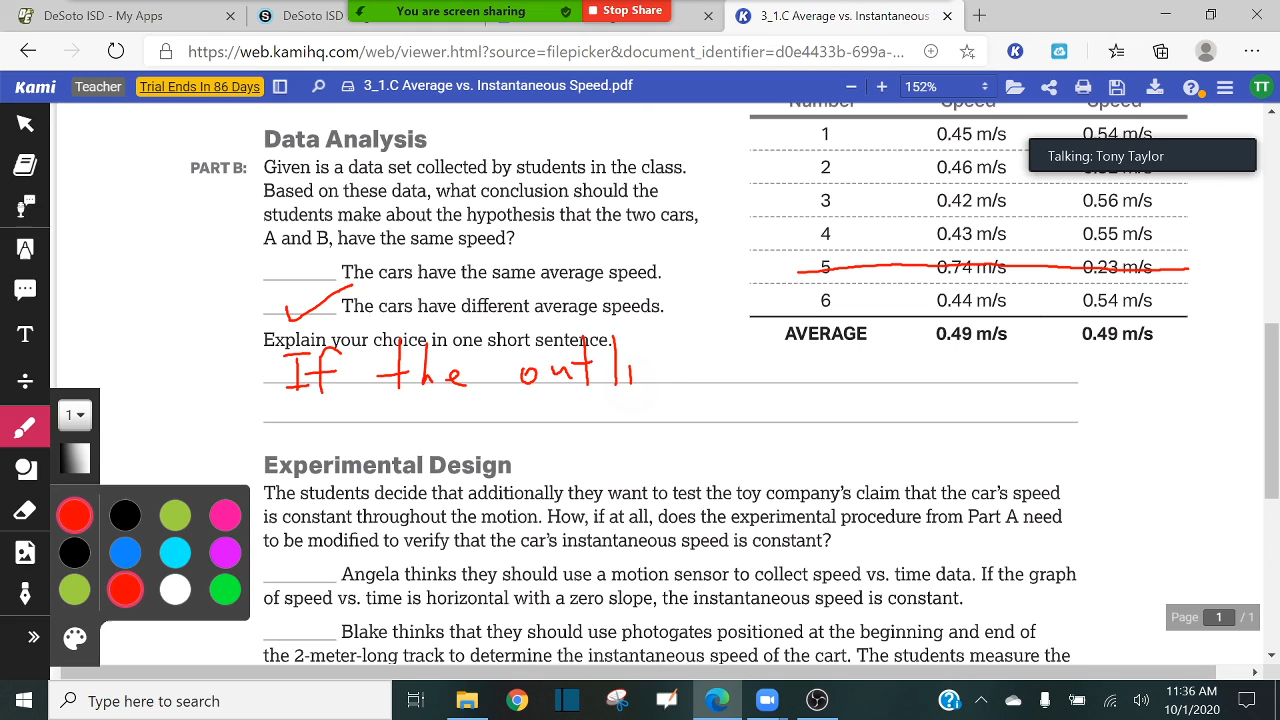 DeSoto ISD
DeSoto ISD
You are screen sharing
Stop Share
3_1.C Average vs. Instantaneous
https://web.kamihq.com/web/viewer.html?source=filepicker&document_identifier=d0e4433b-699a-...
Kami
Teacher
Trial Ends In 86 Days
3_1.C Average vs. Instantaneous Speed.pdf
152%
TT
Number Speed Speed
1 0.45 m/s 0.54 m/s
Talking: Tony Taylor
2 0.46 m/s
3 0.42 m/s 0.56 m/s
4 0.43 m/s 0.55 m/s
5 0.74 m/s 0.23 m/s
6 0.44 m/s 0.54 m/s
AVERAGE 0.49 m/s 0.49 m/s
Data Analysis
PART B:
Given is a data set collected by students in the class.
Based on these data, what conclusion should the
students make about the hypothesis that the two cars,
A and B, have the same speed?
The cars have the same average speed.
The cars have different average speeds.
Explain your choice in one short sentence.
If the outli
Experimental Design
The students decide that additionally they want to test the toy company's claim that the car's speed
is constant throughout the motion. How, if at all, does the experimental procedure from Part A need
to be modified to verify that the car's instantaneous speed is constant?
Angela thinks they should use a motion sensor to collect speed vs. time data. If the graph
of speed vs. time is horizontal with a zero slope, the instantaneous speed is constant.
Blake thinks that they should use photogates positioned at the beginning and end of
the 2-meter-long track to determine the instantaneous speed of the cart. The students measure the
1
Page 1 / 1
Type here to search
11:36 AM
10/1/2020